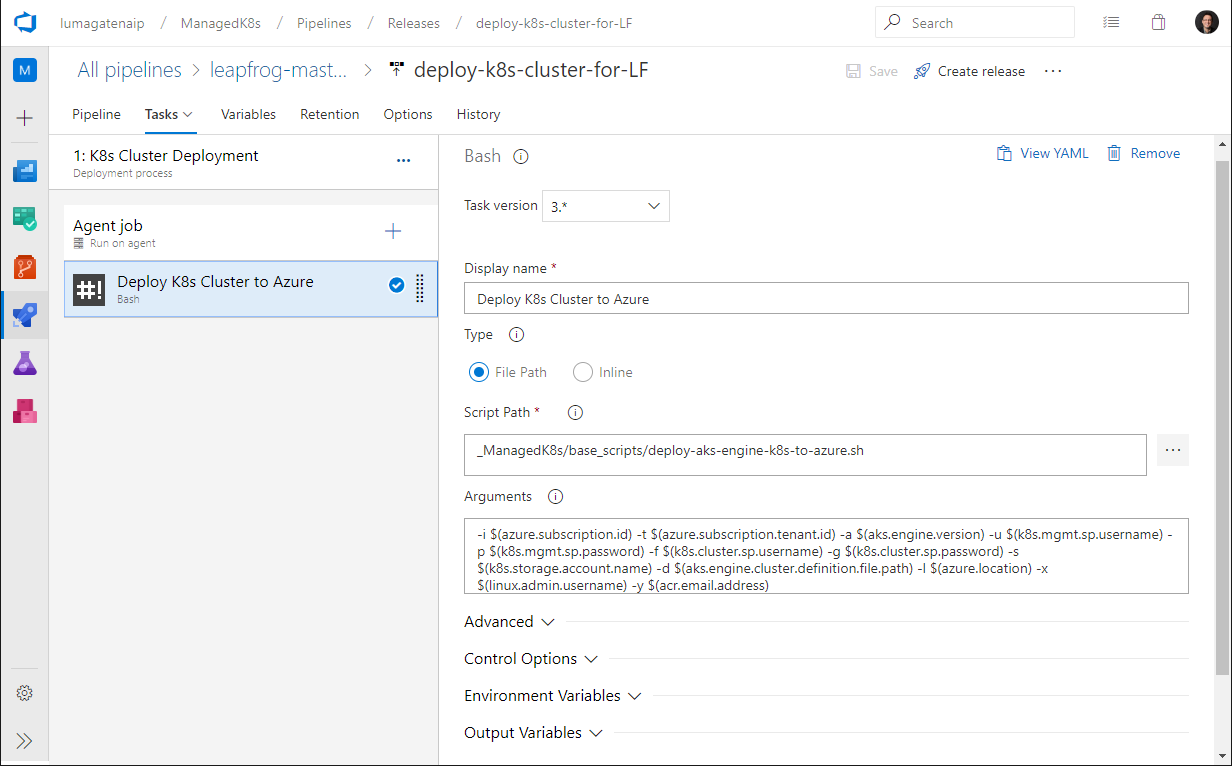 lumagatenaip / ManagedK8s / Pipelines / Releases / deploy-k8s-cluster-for-LF
Search
M
All pipelines > leapfrog-mast... > deploy-k8s-cluster-for-LF
Save
Create release
Pipeline
Tasks
Variables
Retention
Options
History
1: K8s Cluster Deployment
Deployment process
Agent job
Run on agent
#!
Deploy K8s Cluster to Azure
Bash
Bash
View YAML
Remove
Task version
3.*
Display name *
Deploy K8s Cluster to Azure
Type
File Path
Inline
Script Path *
_ManagedK8s/base_scripts/deploy-aks-engine-k8s-to-azure.sh
Arguments
-i $(azure.subscription.id) -t $(azure.subscription.tenant.id) -a $(aks.engine.version) -u $(k8s.mgmt.sp.username) -
p $(k8s.mgmt.sp.password) -f $(k8s.cluster.sp.username) -g $(k8s.cluster.sp.password) -s
$(k8s.storage.account.name) -d $(aks.engine.cluster.definition.file.path) -l $(azure.location) -x
$(linux.admin.username) -y $(acr.email.address)
Advanced
Control Options
Environment Variables
Output Variables